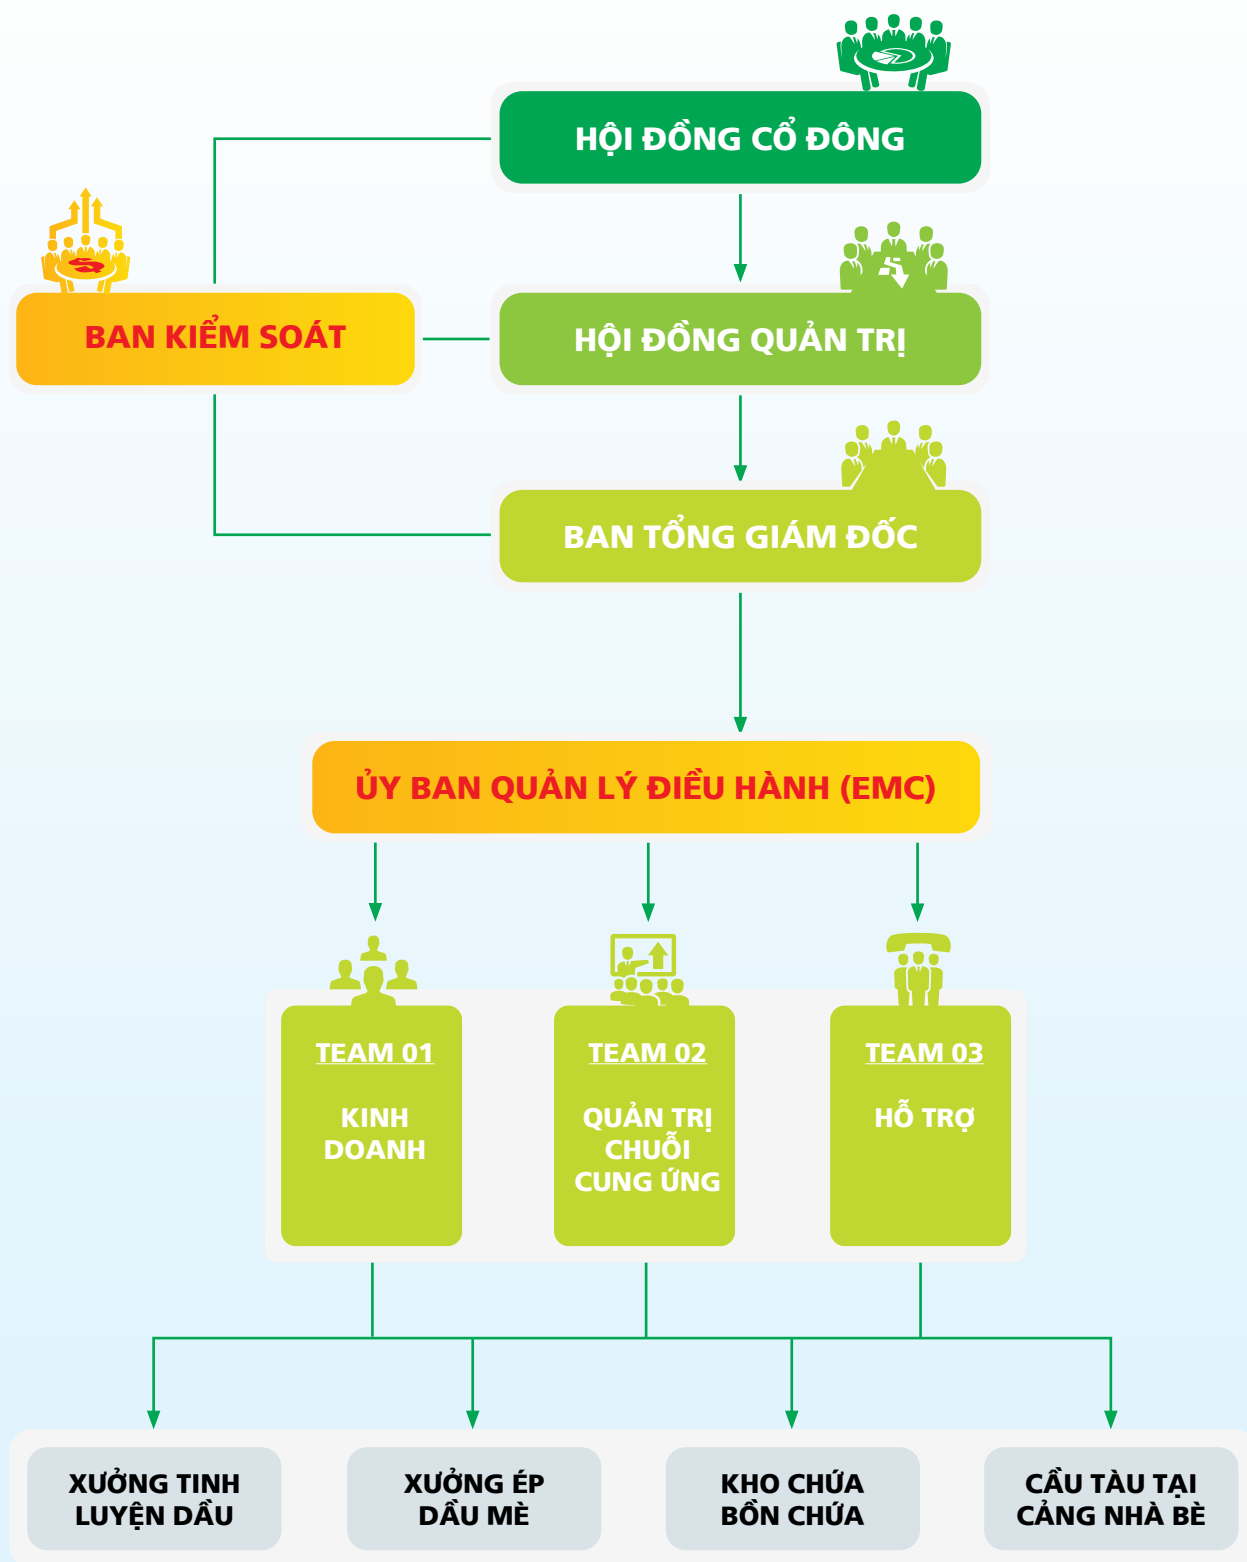 HỘI ĐỒNG CỔ ĐÔNG
BAN KIỂM SOÁT
HỘI ĐỒNG QUẢN TRỊ
BAN TỔNG GIÁM ĐỐC
ỦY BAN QUẢN LÝ ĐIỀU HÀNH (EMC)
TEAM 01
KINH
DOANH
TEAM 02
QUẢN TRỊ
CHUỖI
CUNG ỨNG
TEAM 03
HỖ TRỢ
XƯỞNG TINH
LUYỆN DẦU
XƯỞNG ÉP
DẦU MÈ
KHO CHỨA
BỒN CHỨA
CẦU TÀU TẠI
CẢNG NHÀ BÈ